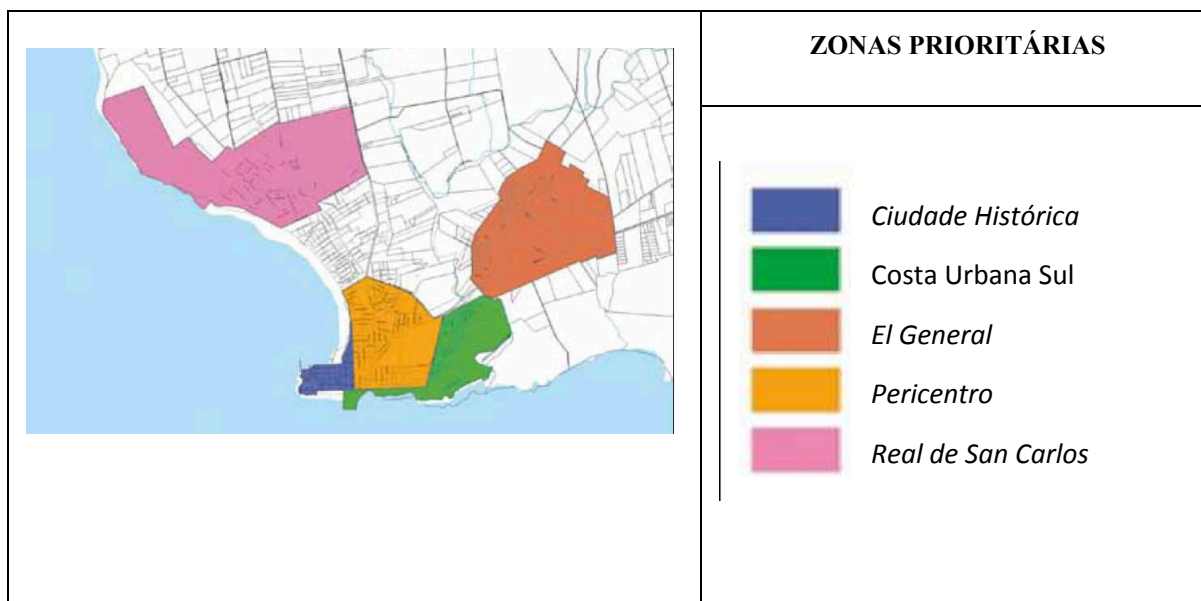 ZONAS PRIORITÁRIAS
Ciudade Histórica
Costa Urbana Sul
El General
Pericentro
Real de San Carlos